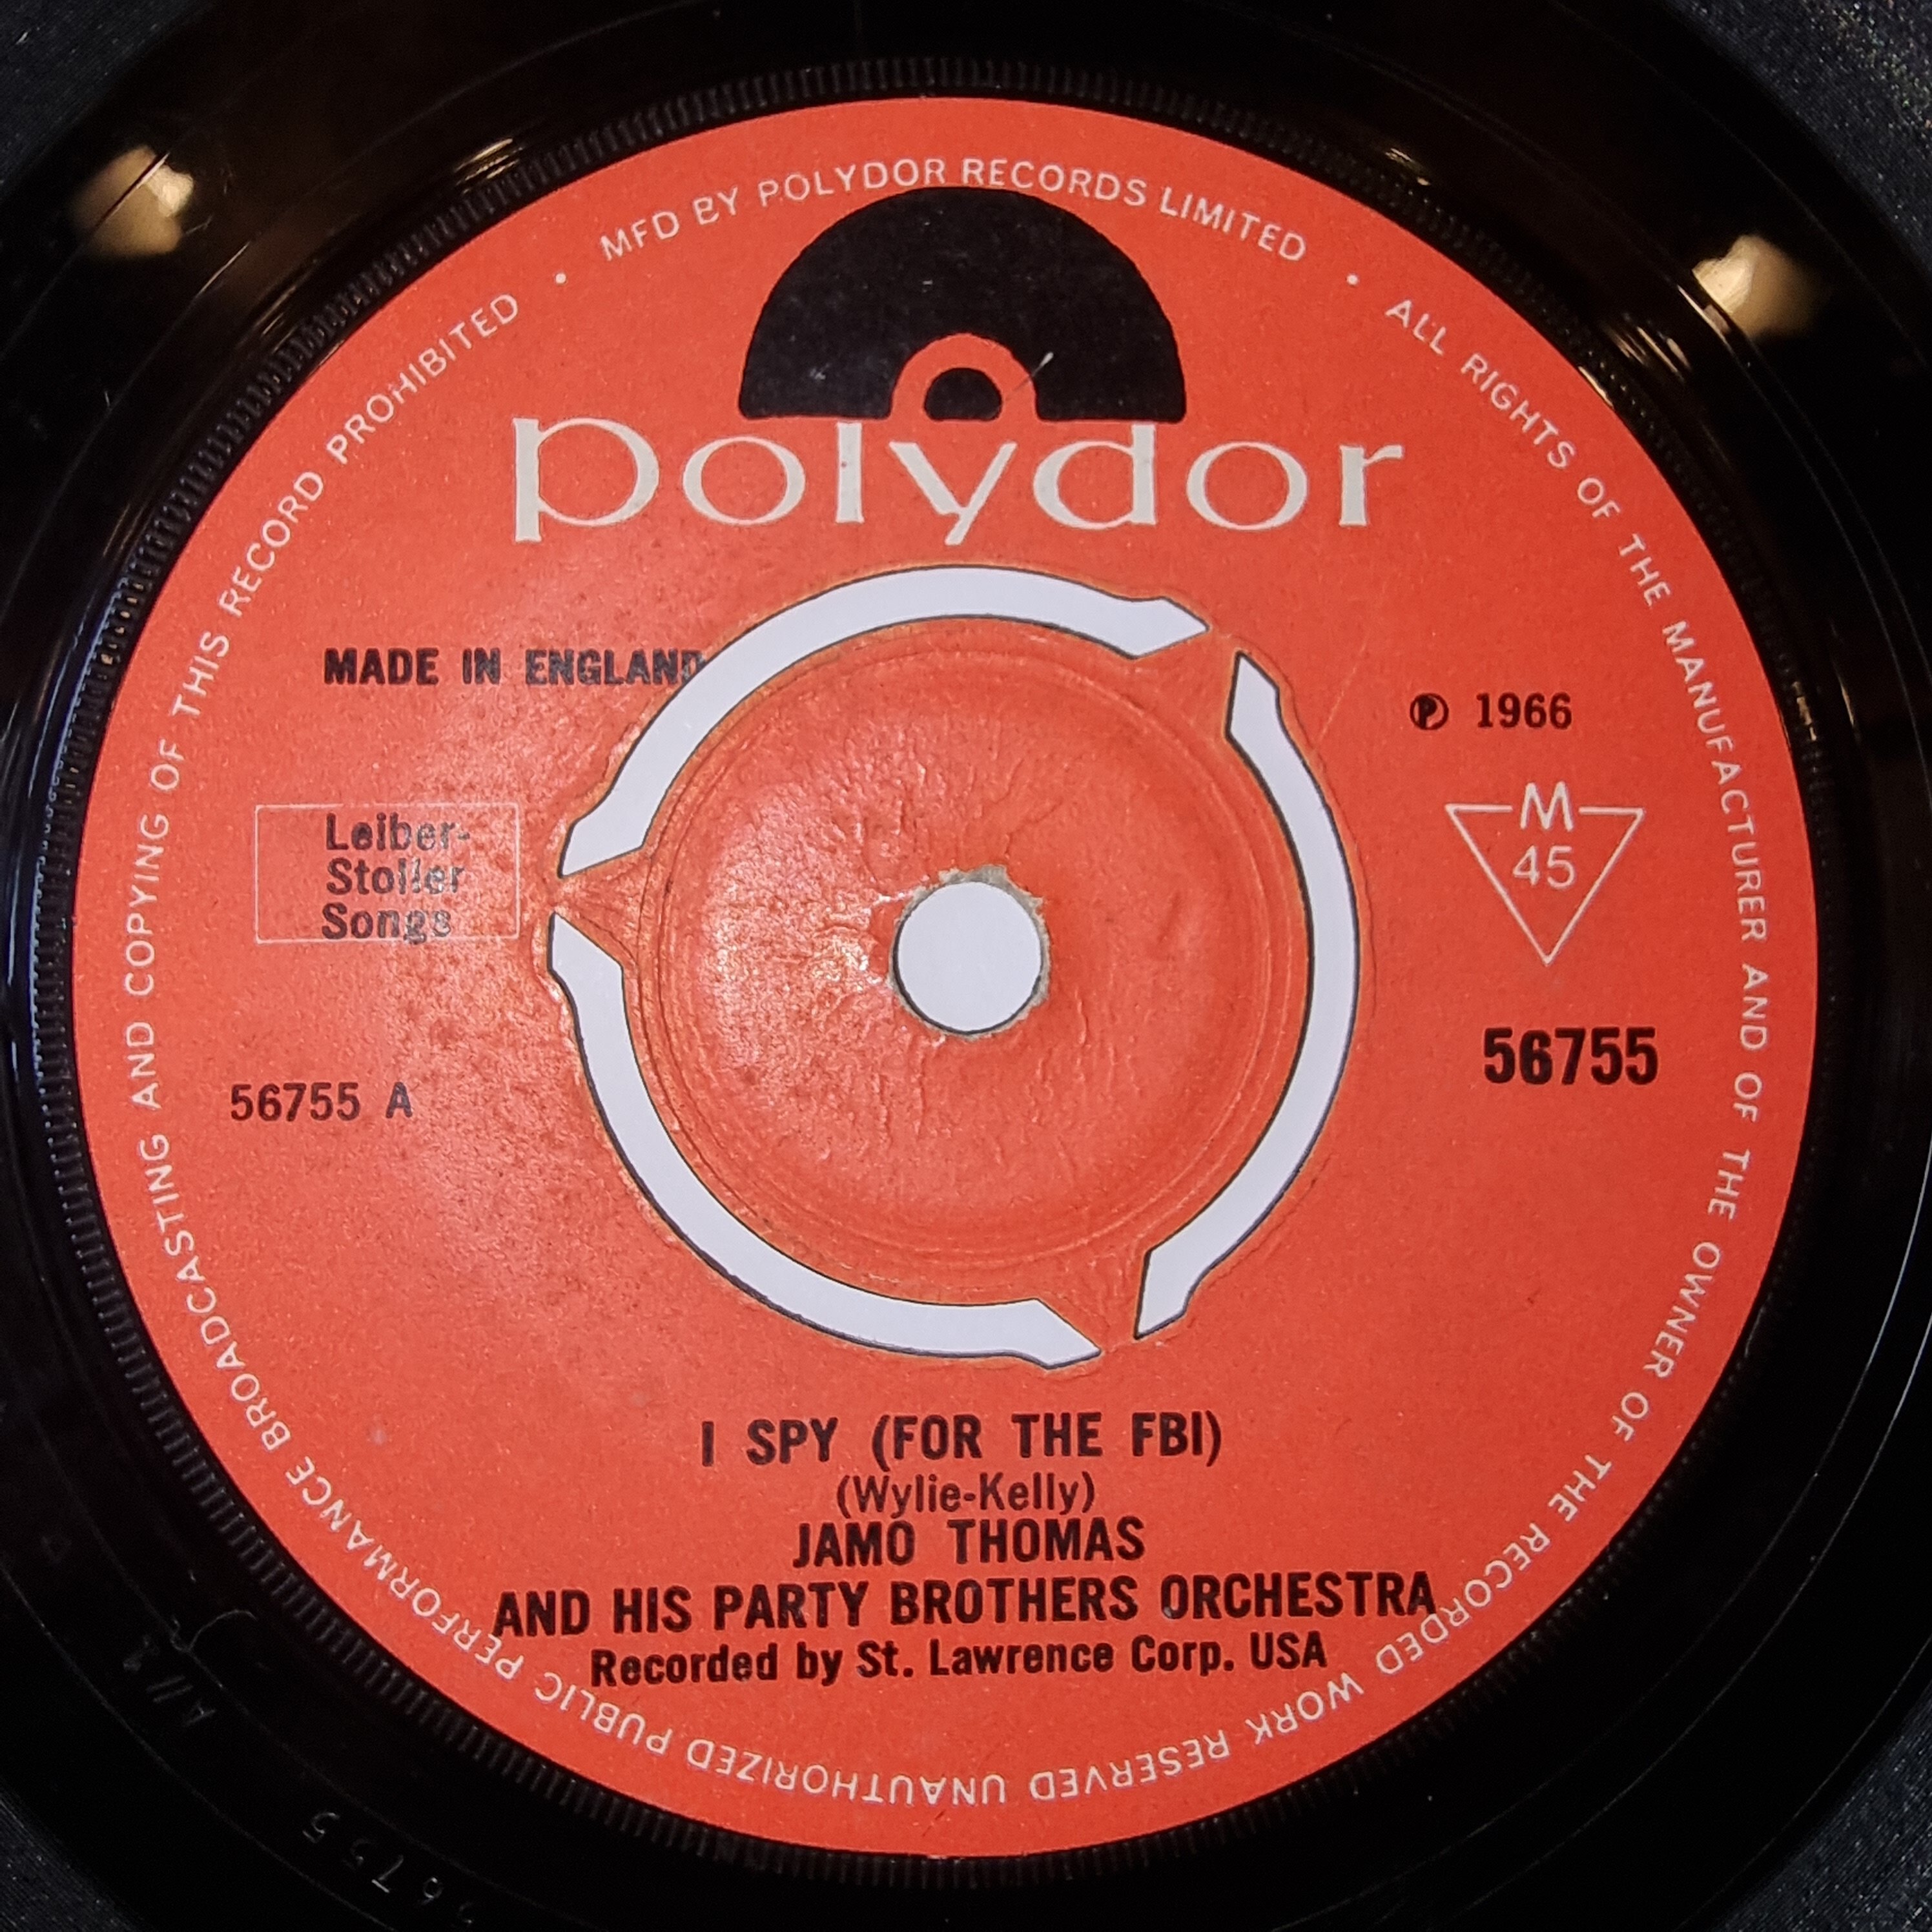 MFD BY POLYDOR RECORDS LIMITED • ALL RIGHTS OF THE MANUFACTURER AND OF THE OWNER OF THE RECORDED WORK RESERVED UNAUTHORIZED PUBLIC PERFORMANCE BROADCASTING AND COPYING OF THIS RECORD PROHIBITED •
polydor
MADE IN ENGLAND
℗ 1966
Leiber-
Stoller
Songs
M
45
56755
56755 A
I SPY (FOR THE FBI)
(Wylie-Kelly)
JAMO THOMAS
AND HIS PARTY BROTHERS ORCHESTRA
Recorded by St. Lawrence Corp. USA
56755